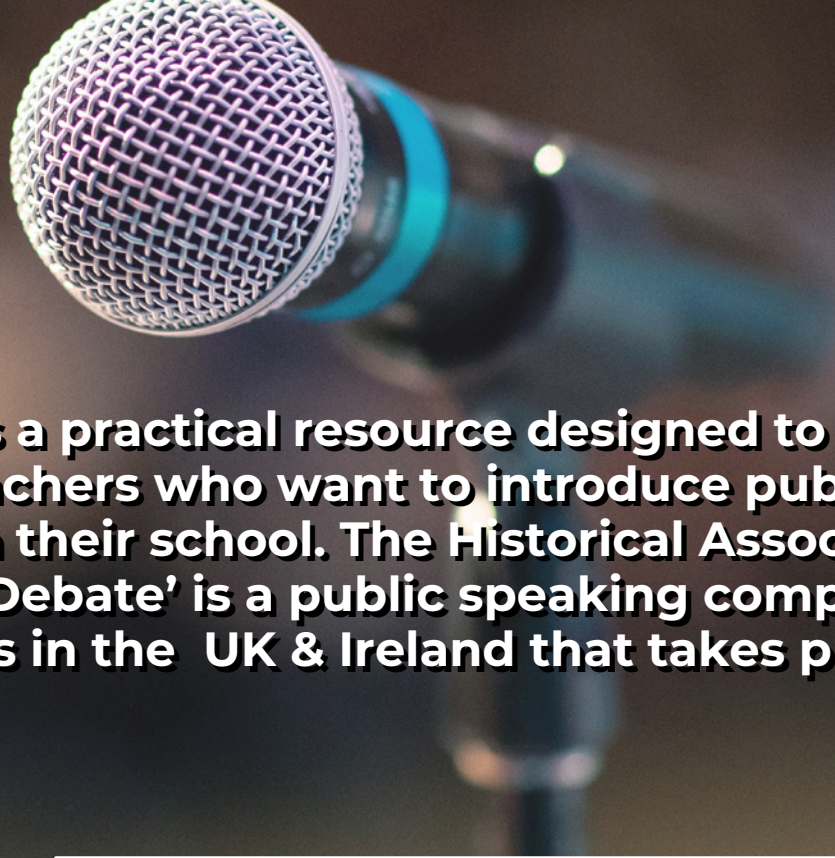 s a practical resource designed to
achers who want to introduce pub
their school. The Historical Assoc
Debate’ is a public speaking comp
s in the  UK & Ireland that takes p